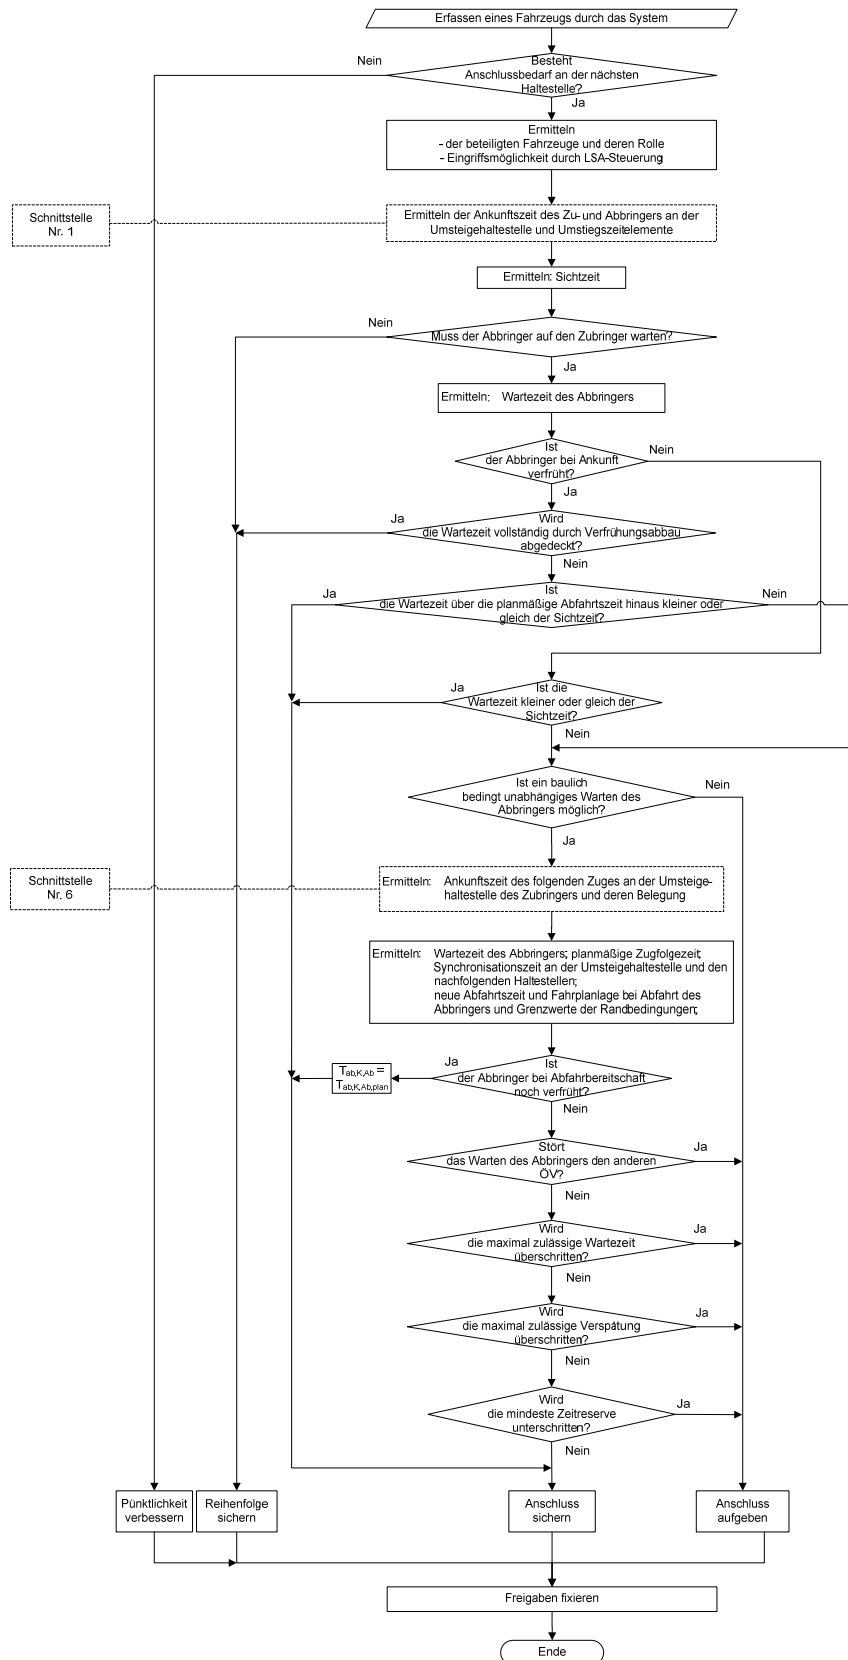 Erfassen eines Fahrzeugs durch das System
Nein
Besteht
Anschlussbedarf an der nächsten
Haltestelle?
Ja
Ermitteln
- der beteiligten Fahrzeuge und deren Rolle
- Eingriffsmöglichkeit durch LSA-Steuerung
Schnittstelle
Nr. 1
Ermitteln der Ankunftszeit des Zu- und Abbringers an der
Umsteigehaltestelle und Umstiegszeitelemente
Ermitteln: Sichtzeit
Nein
Muss der Abbringer auf den Zubringer warten?
Ja
Ermitteln: Wartezeit des Abbringers
Ist
der Abbringer bei Ankunft
verfrüht?
Nein
Ja
Ja
Wird
die Wartezeit vollständig durch Verfrühungsabbau
abgedeckt?
Nein
Ja
Ist
die Wartezeit über die planmäßige Abfahrtszeit hinaus kleiner oder
gleich der Sichtzeit?
Nein
Ja
Ist die
Wartezeit kleiner oder gleich der
Sichtzeit?
Nein
Ist ein baulich
bedingt unabhängiges Warten des
Abbringers möglich?
Nein
Ja
Schnittstelle
Nr. 6
Ermitteln: Ankunftszeit des folgenden Zuges an der Umsteige-
haltestelle des Zubringers und deren Belegung
Ermitteln: Wartezeit des Abbringers; planmäßige Zugfolgezeit;
Synchronisationszeit an der Umsteigehaltestelle und den
nachfolgenden Haltestellen;
neue Abfahrtszeit und Fahrplanlage bei Abfahrt des
Abbringers und Grenzwerte der Randbedingungen;
Tab,K,Ab =
Tab,K,Ab,plan
Ja
Ist
der Abbringer bei Abfahrbereitschaft
noch verfrüht?
Nein
Stört
das Warten des Abbringers den anderen
ÖV?
Ja
Nein
Wird
die maximal zulässige Wartezeit
überschritten?
Ja
Nein
Wird
die maximal zulässige Verspätung
überschritten?
Ja
Nein
Wird
die mindeste Zeitreserve
unterschritten?
Ja
Nein
Pünktlichkeit
verbessern
Reihenfolge
sichern
Anschluss
sichern
Anschluss
aufgeben
Freigaben fixieren
Ende